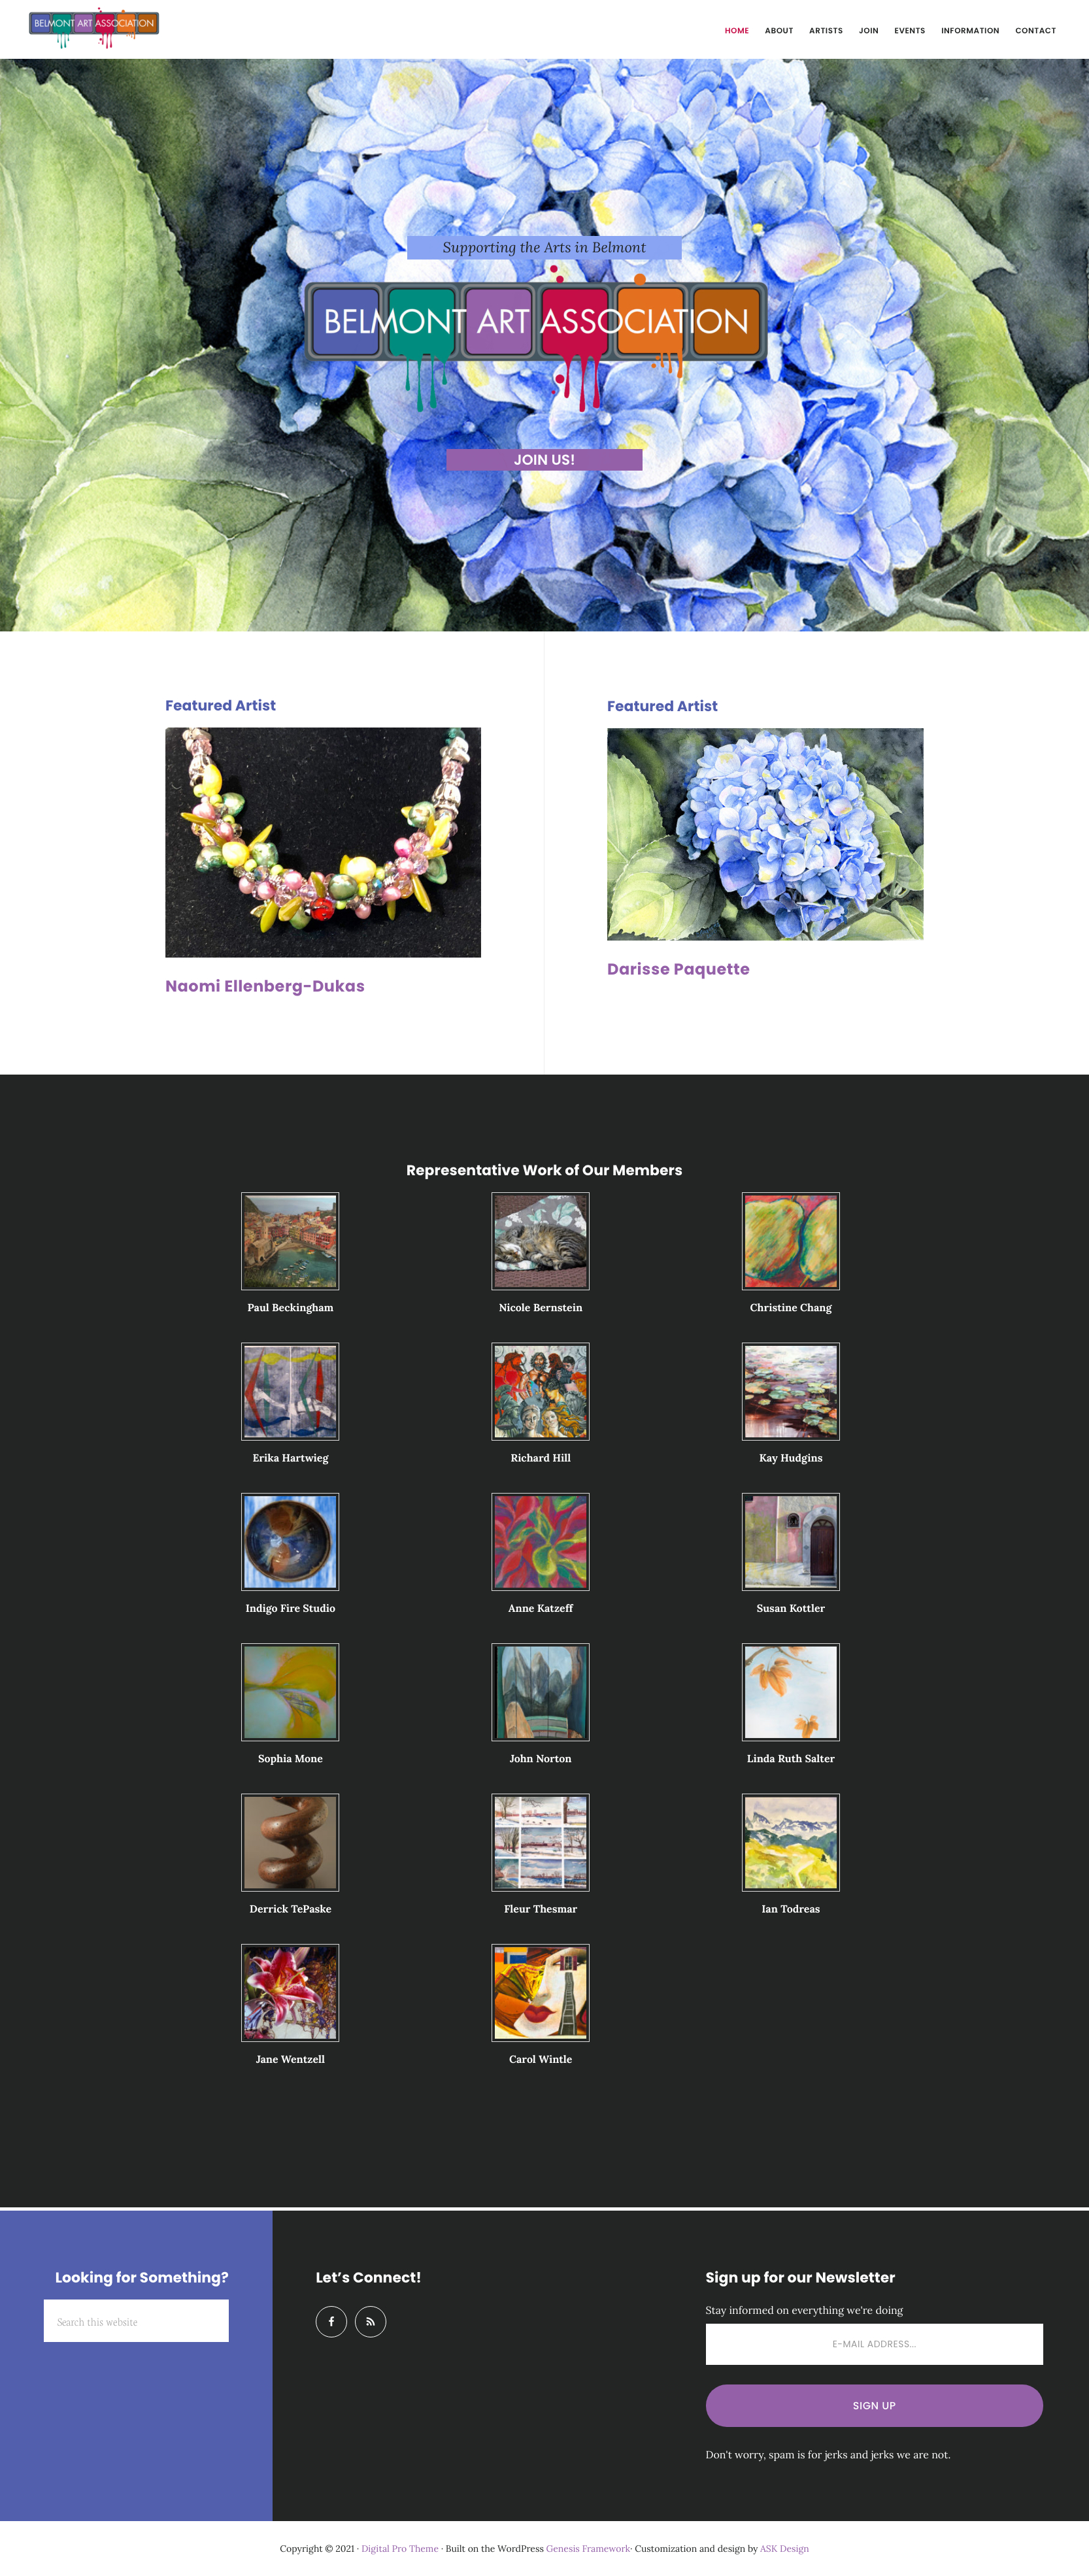 BELMONT ART ASSOCIATION
HOME ABOUT ARTISTS JOIN EVENTS INFORMATION CONTACT
Supporting the Arts in Belmont
BELMONT ART ASSOCIATION
JOIN US!
Featured Artist
Naomi Ellenberg-Dukas
Featured Artist
Darisse Paquette
Representative Work of Our Members
Paul Beckingham
Nicole Bernstein
Christine Chang
Erika Hartwieg
Richard Hill
Kay Hudgins
Indigo Fire Studio
Anne Katzeff
Susan Kottler
Sophia Mone
John Norton
Linda Ruth Salter
Derrick TePaske
Fleur Thesmar
Ian Todreas
Jane Wentzell
Carol Wintle
Looking for Something?
Search this website
Let’s Connect!
Sign up for our Newsletter
Stay informed on everything we're doing
E-MAIL ADDRESS...
SIGN UP
Don't worry, spam is for jerks and jerks we are not.
Copyright © 2021 · Digital Pro Theme · Built on the WordPress Genesis Framework· Customization and design by ASK Design